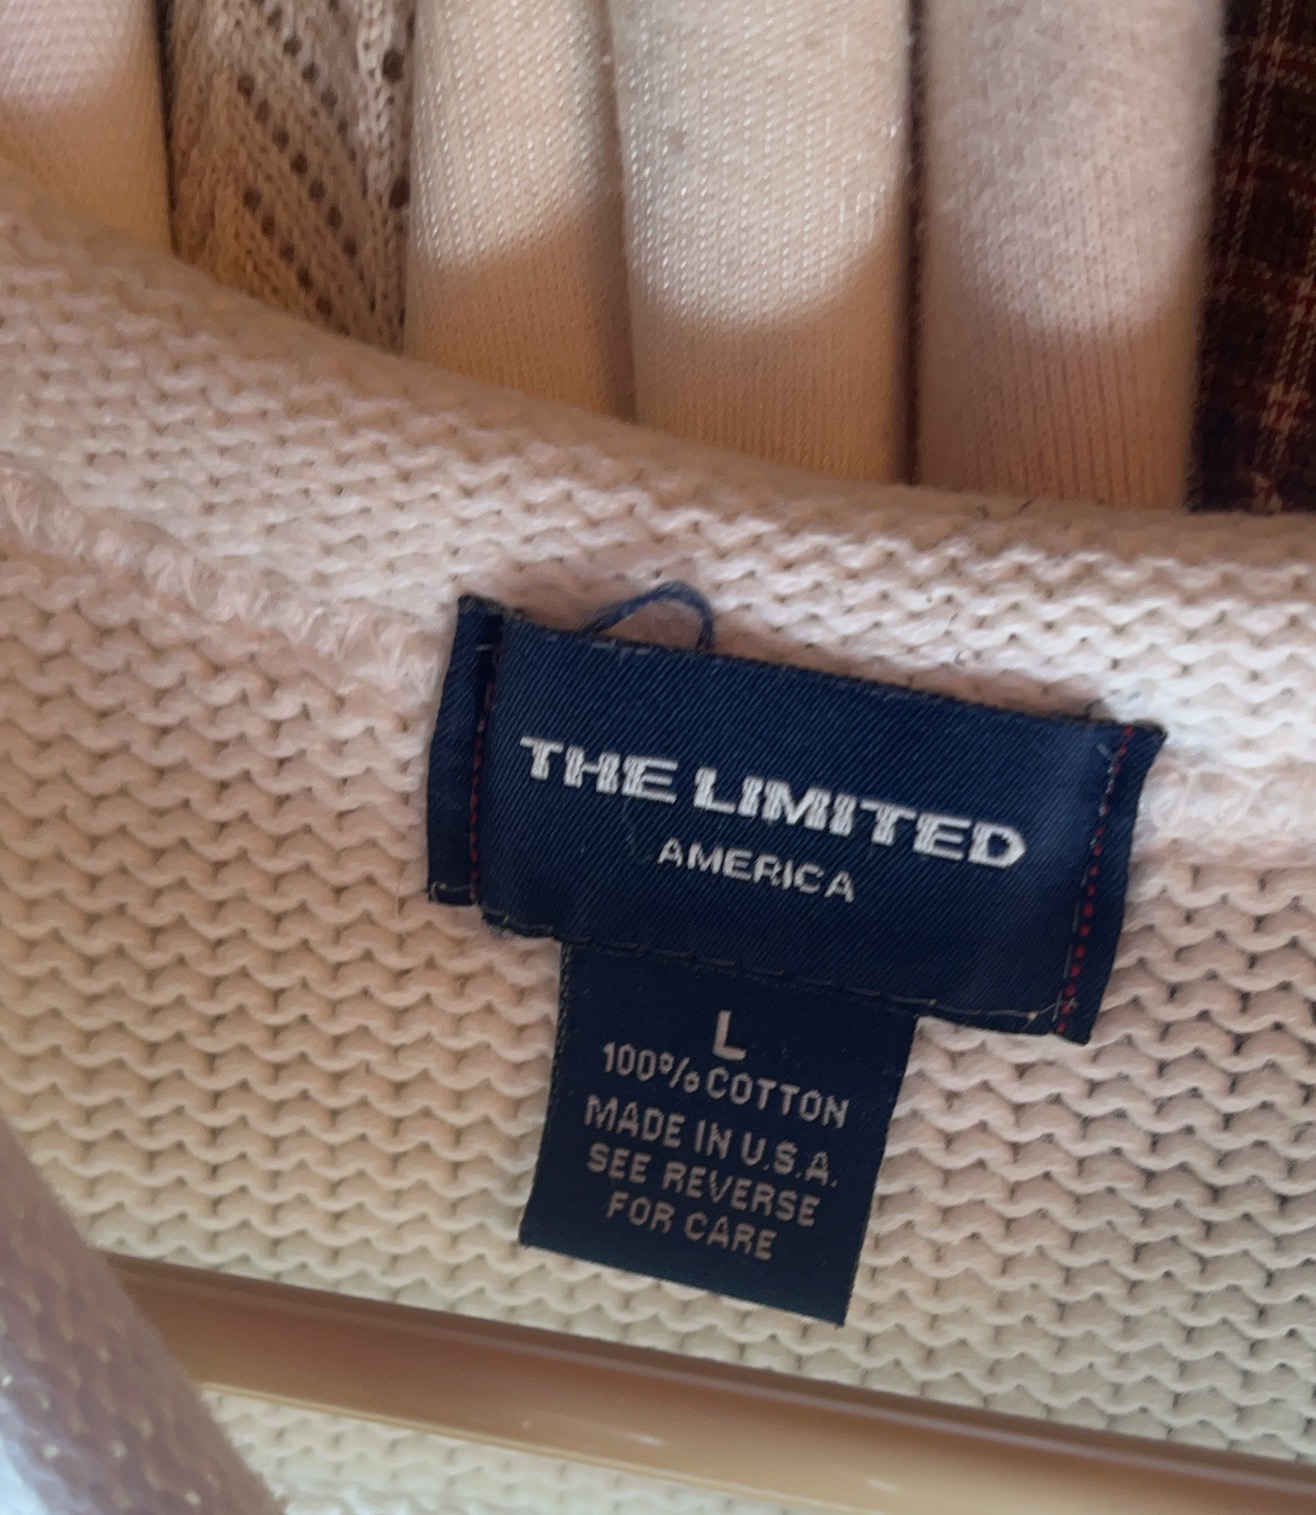 THE LIMITED
AMERICA
L
100% COTTON
MADE IN U.S.A.
SEE REVERSE
FOR CARE